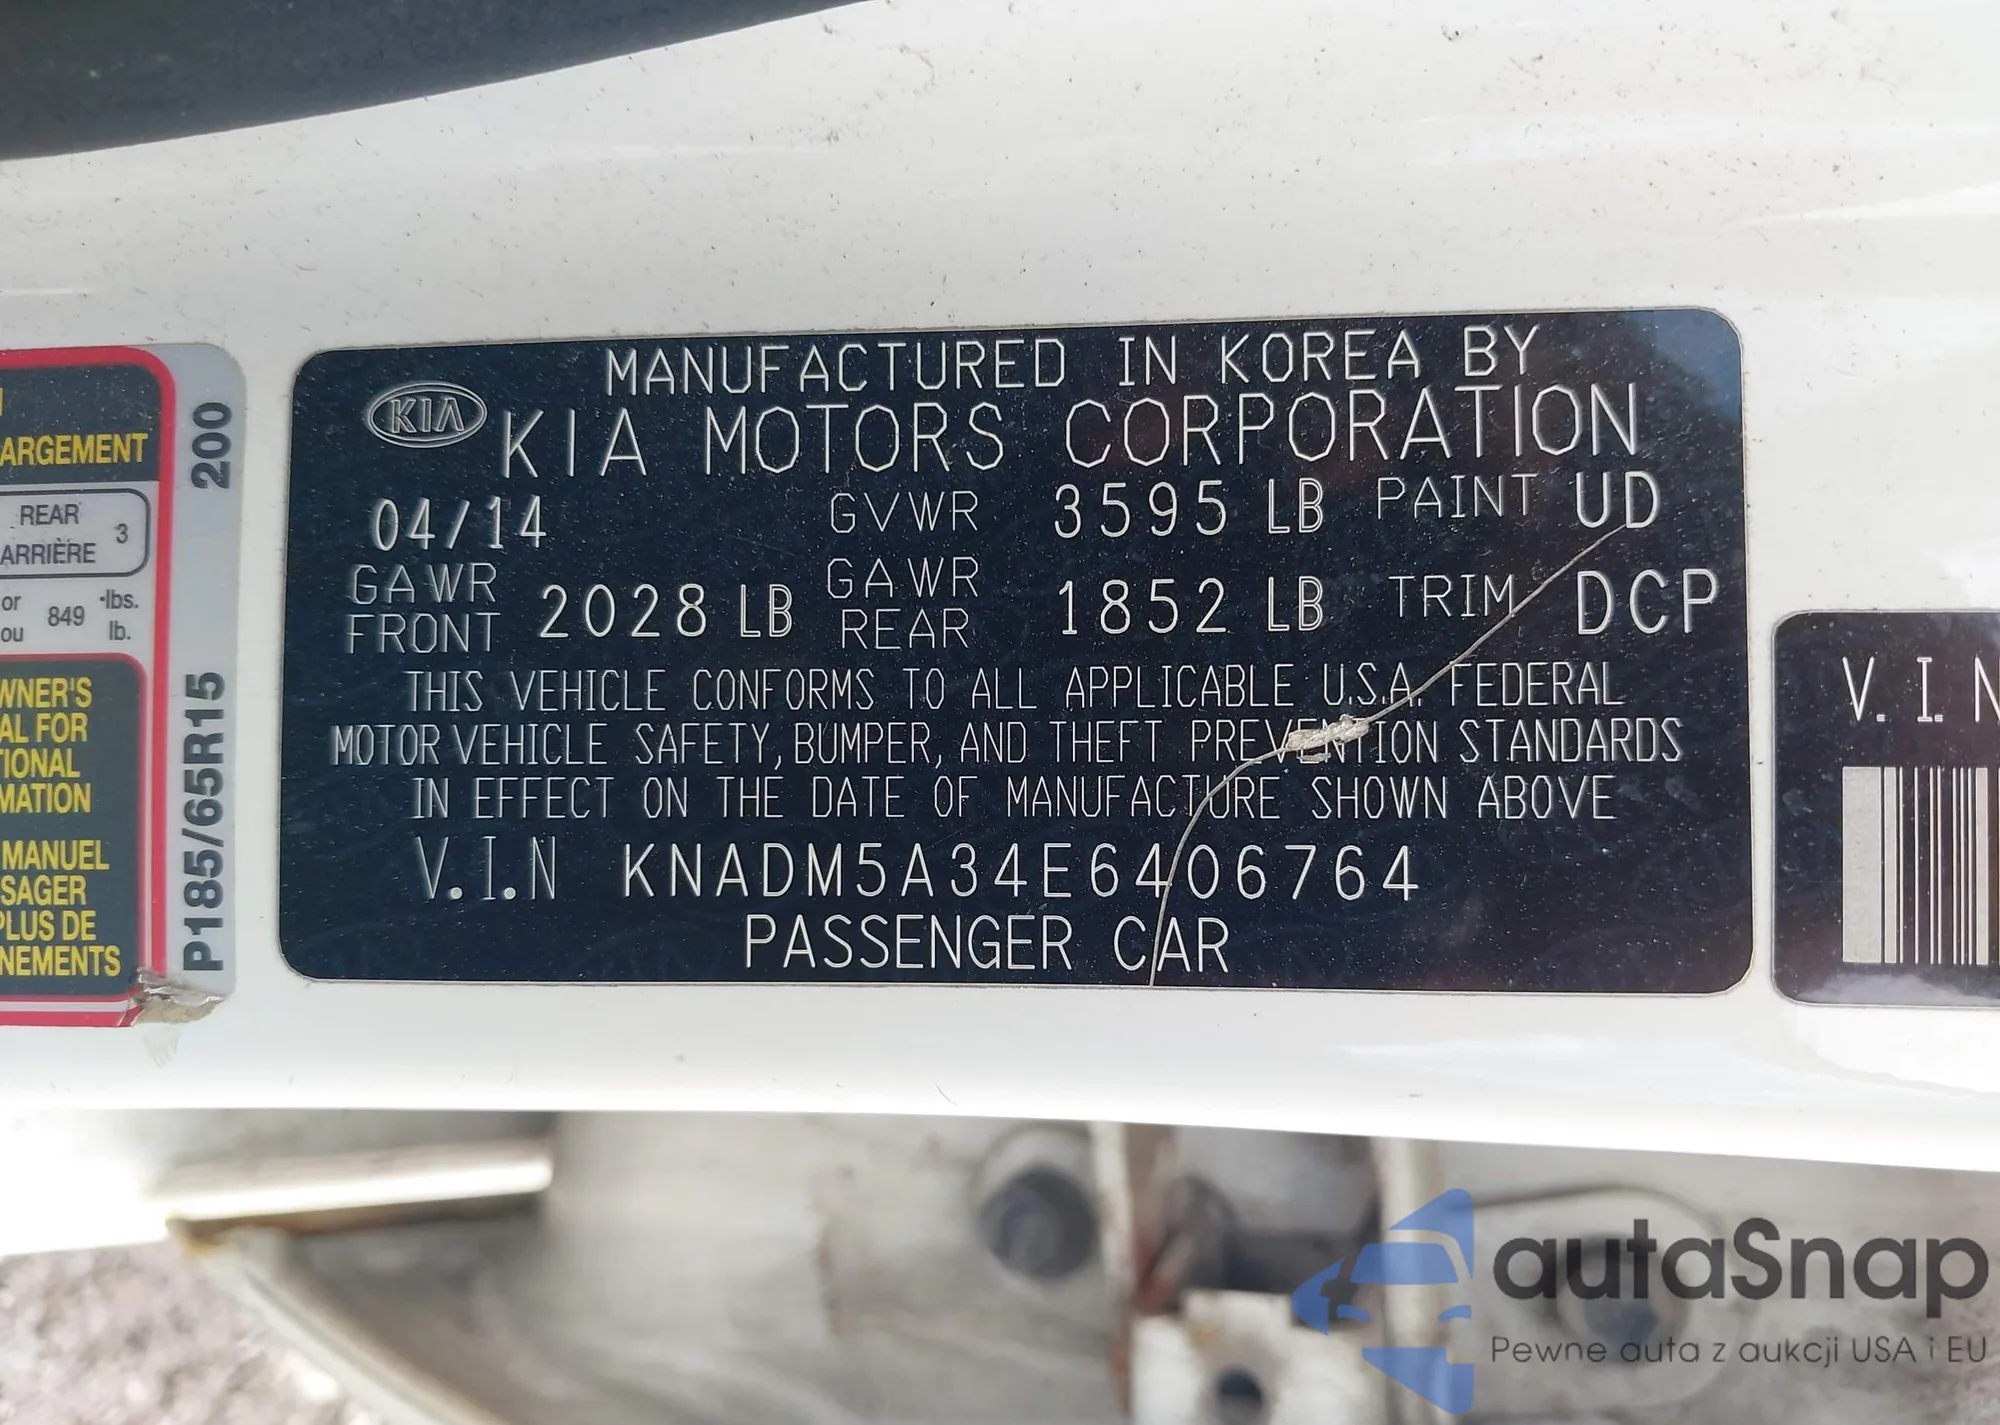 ARGEMENT
REAR
ARRIÈRE 3
or 849 lbs.
ou lb.
WNER'S
AL FOR
TIONAL
MATION
MANUEL
SAGER
PLUS DE
NEMENTS
P185/65R15 200
KIA
MANUFACTURED IN KOREA BY
KIA MOTORS CORPORATION
04/14 GVWR 3595 LB PAINT UD
GAWR FRONT 2028 LB GAWR REAR 1852 LB TRIM DCP
THIS VEHICLE CONFORMS TO ALL APPLICABLE U.S.A. FEDERAL
MOTOR VEHICLE SAFETY, BUMPER, AND THEFT PREVENTION STANDARDS
IN EFFECT ON THE DATE OF MANUFACTURE SHOWN ABOVE
V.I.N KNADM5A34E6406764
PASSENGER CAR
V.I.N
autaSnap
Pewne auta z aukcji USA i EU